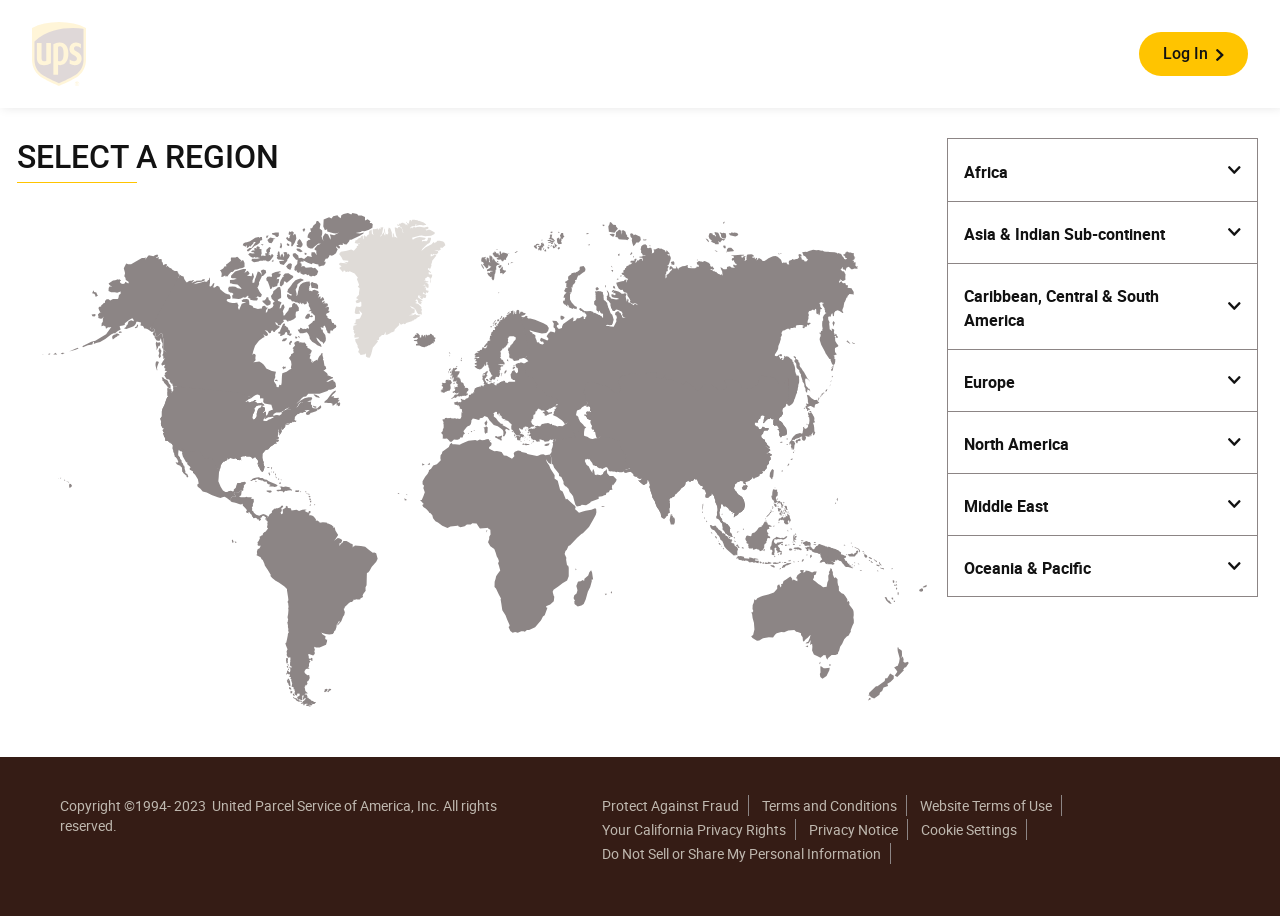 ups
Log In
SELECT A REGION
Africa
Asia & Indian Sub-continent
Caribbean, Central & South
America
Europe
North America
Middle East
Oceania & Pacific
Copyright ©1994- 2023  United Parcel Service of America, Inc. All rights
reserved.
Protect Against Fraud
Terms and Conditions
Website Terms of Use
Your California Privacy Rights
Privacy Notice
Cookie Settings
Do Not Sell or Share My Personal Information